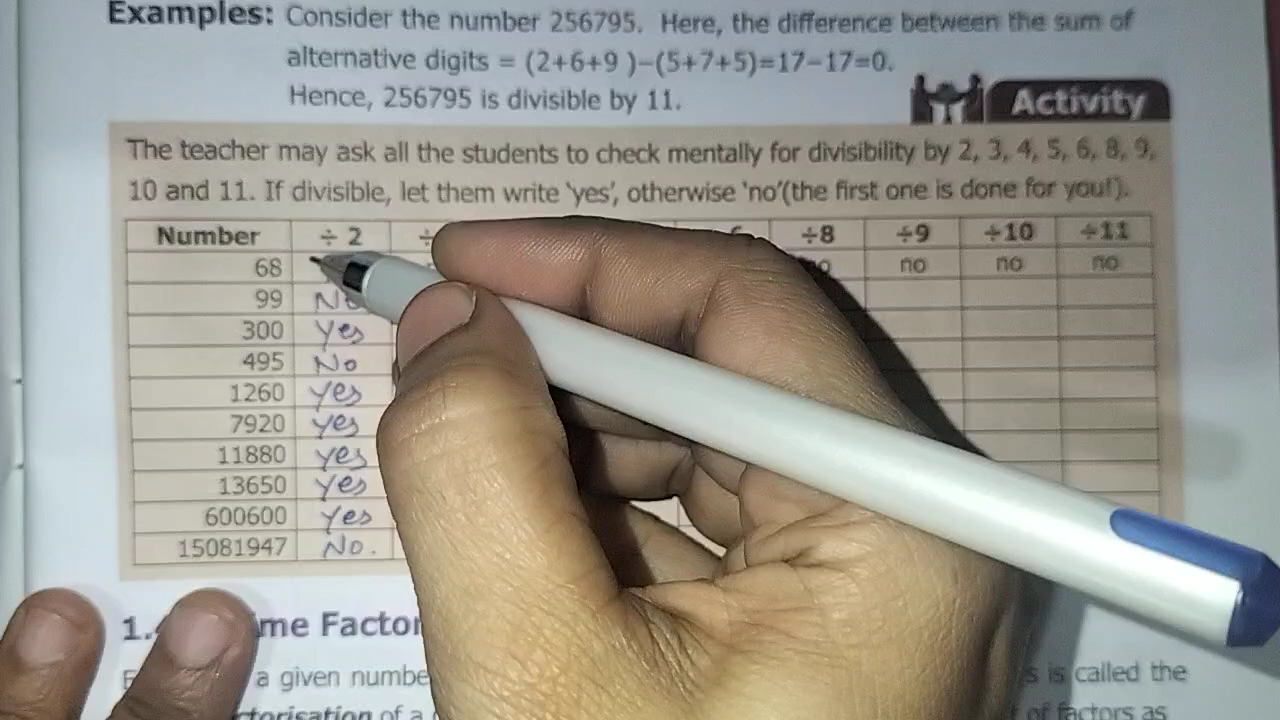 Examples: Consider the number 256795. Here, the difference between the sum of
alternative digits = (2+6+9 )−(5+7+5)=17−17=0.
Hence, 256795 is divisible by 11.
Activity
The teacher may ask all the students to check mentally for divisibility by 2, 3, 4, 5, 6, 8, 9,
10 and 11. If divisible, let them write 'yes', otherwise 'no'(the first one is done for you!).
Number ÷ 2 ÷ ÷8 ÷9 ÷10 ÷11
68 no no no no
99 No
300 Yes
495 No
1260 Yes
7920 Yes
11880 Yes
13650 Yes
600600 Yes
15081947 No.
1. me Factor
a given numbe s is called the
torisation of a of factors as